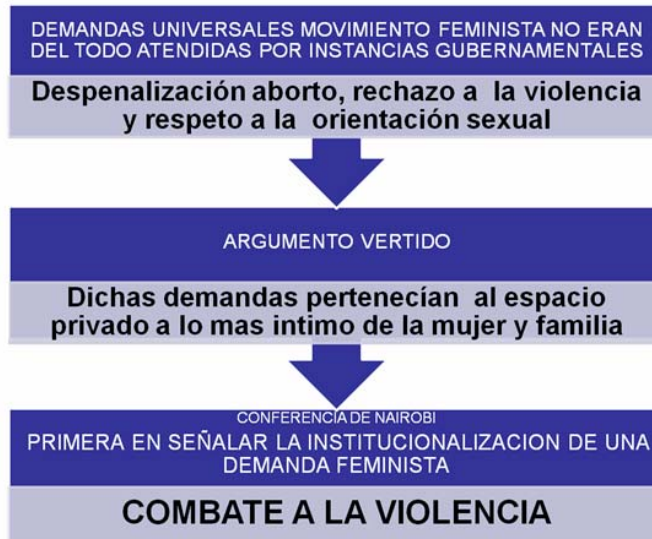 DEMANDAS UNIVERSALES MOVIMIENTO FEMINISTA NO ERAN
DEL TODO ATENDIDAS POR INSTANCIAS GUBERNAMENTALES
Despenalización aborto, rechazo a la violencia
y respeto a la orientación sexual
ARGUMENTO VERTIDO
Dichas demandas pertenecían al espacio
privado a lo mas intimo de la mujer y familia
CONFERENCIA DE NAIROBI
PRIMERA EN SEÑALAR LA INSTITUCIONALIZACION DE UNA
DEMANDA FEMINISTA
COMBATE A LA VIOLENCIA